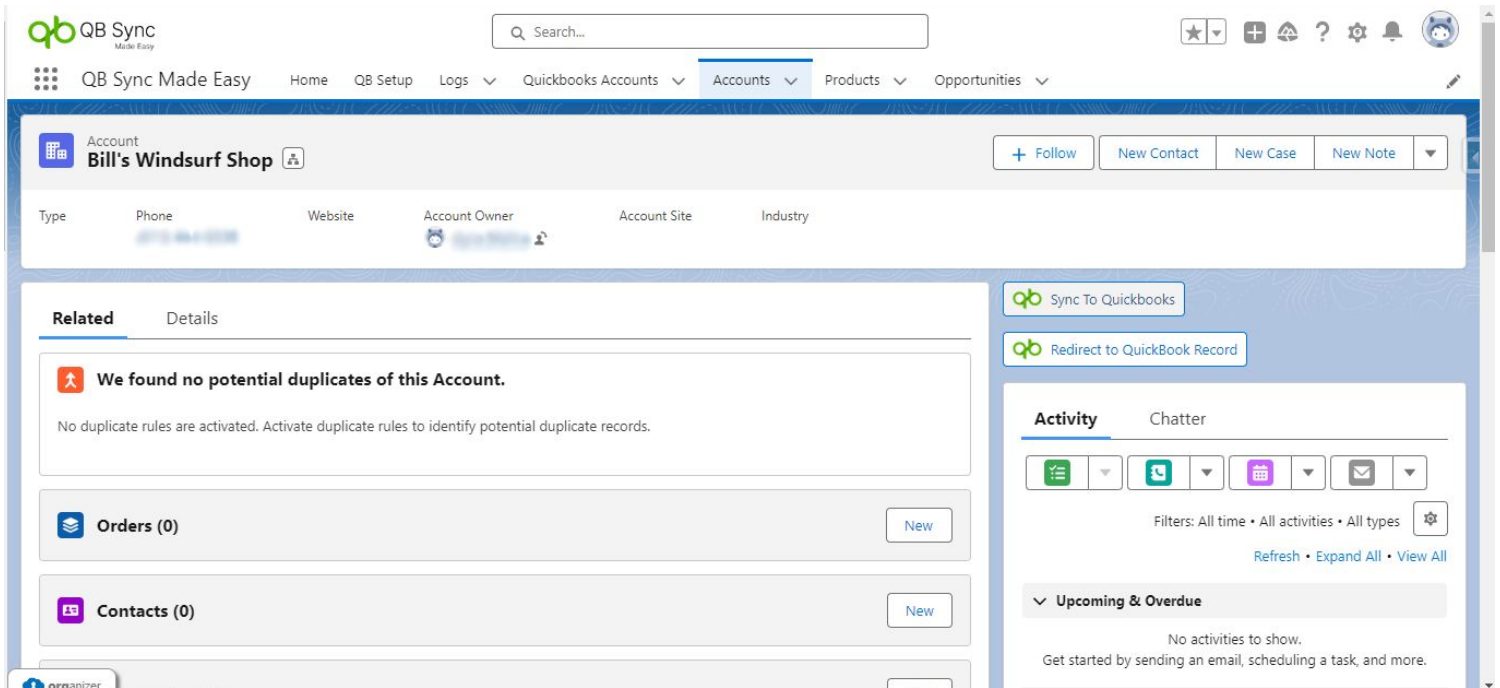 QB Sync
Made Easy
Search...
QB Sync Made Easy
Home
QB Setup
Logs
Quickbooks Accounts
Accounts
Products
Opportunities
Account
Bill's Windsurf Shop
Follow
New Contact
New Case
New Note
Type
Phone
Website
Account Owner
Account Site
Industry
Related
Details
Sync To Quickbooks
Redirect to QuickBook Record
We found no potential duplicates of this Account.
No duplicate rules are activated. Activate duplicate rules to identify potential duplicate records.
Activity
Chatter
Orders (0)
New
Filters: All time • All activities • All types
Refresh • Expand All • View All
Contacts (0)
New
Upcoming & Overdue
No activities to show.
Get started by sending an email, scheduling a task, and more.
organizer